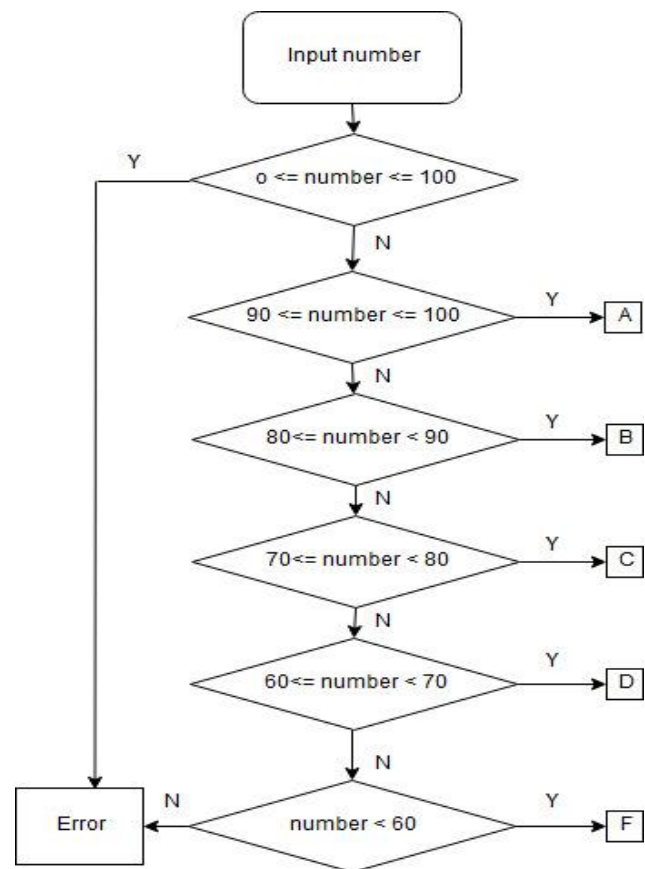 Input number
Y
o <= number <= 100
N
90 <= number <= 100
Y
A
N
80<= number < 90
Y
B
N
70<= number < 80
Y
C
N
60<= number < 70
Y
D
N
Error
N
number < 60
Y
F